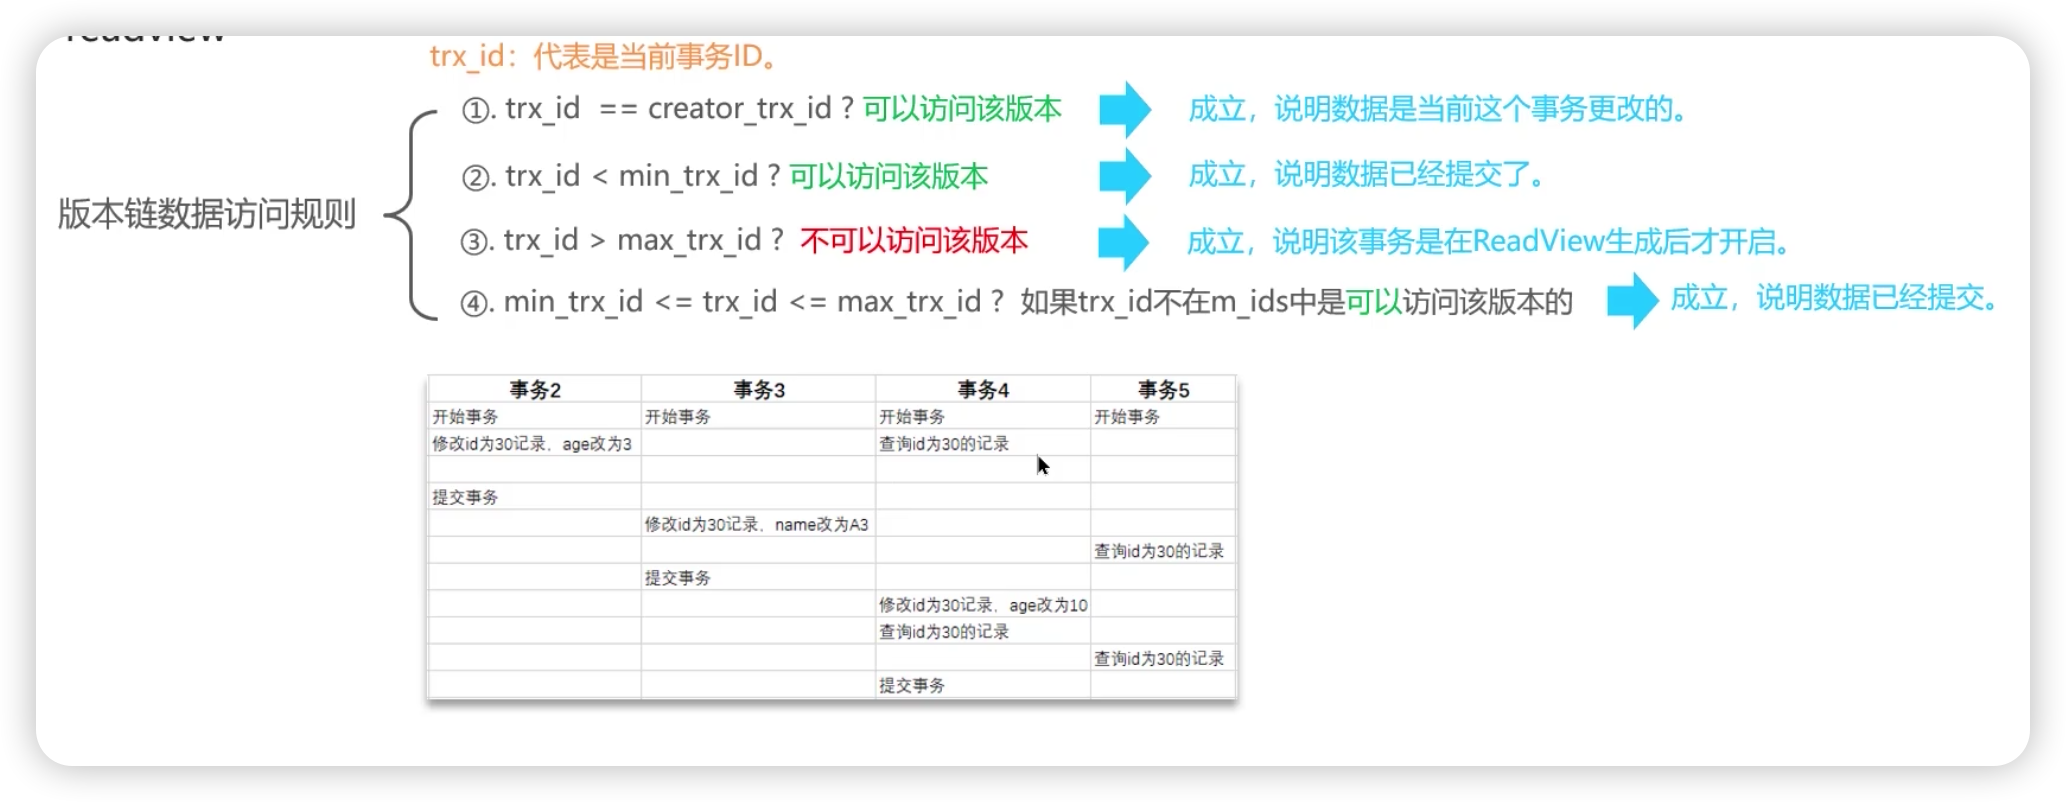 readview
trx_id：代表是当前事务ID。
①. trx_id == creator_trx_id ? 可以访问该版本 成立，说明数据是当前这个事务更改的。
②. trx_id < min_trx_id ? 可以访问该版本 成立，说明数据已经提交了。
版本链数据访问规则
③. trx_id > max_trx_id ? 不可以访问该版本 成立，说明该事务是在ReadView生成后才开启。
④. min_trx_id <= trx_id <= max_trx_id ? 如果trx_id不在m_ids中是可以访问该版本的 成立，说明数据已经提交。
事务2 事务3 事务4 事务5
开始事务 开始事务 开始事务 开始事务
修改id为30记录，age改为3 查询id为30的记录
提交事务
修改id为30记录，name改为A3
查询id为30的记录
提交事务
修改id为30记录，age改为10
查询id为30的记录
查询id为30的记录
提交事务